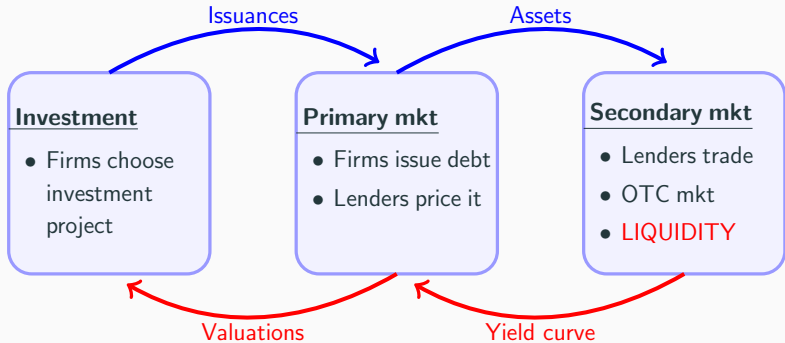 Issuances
Assets
Investment
• Firms choose
investment
project
Primary mkt
• Firms issue debt
• Lenders price it
Secondary mkt
• Lenders trade
• OTC mkt
• LIQUIDITY
Valuations
Yield curve